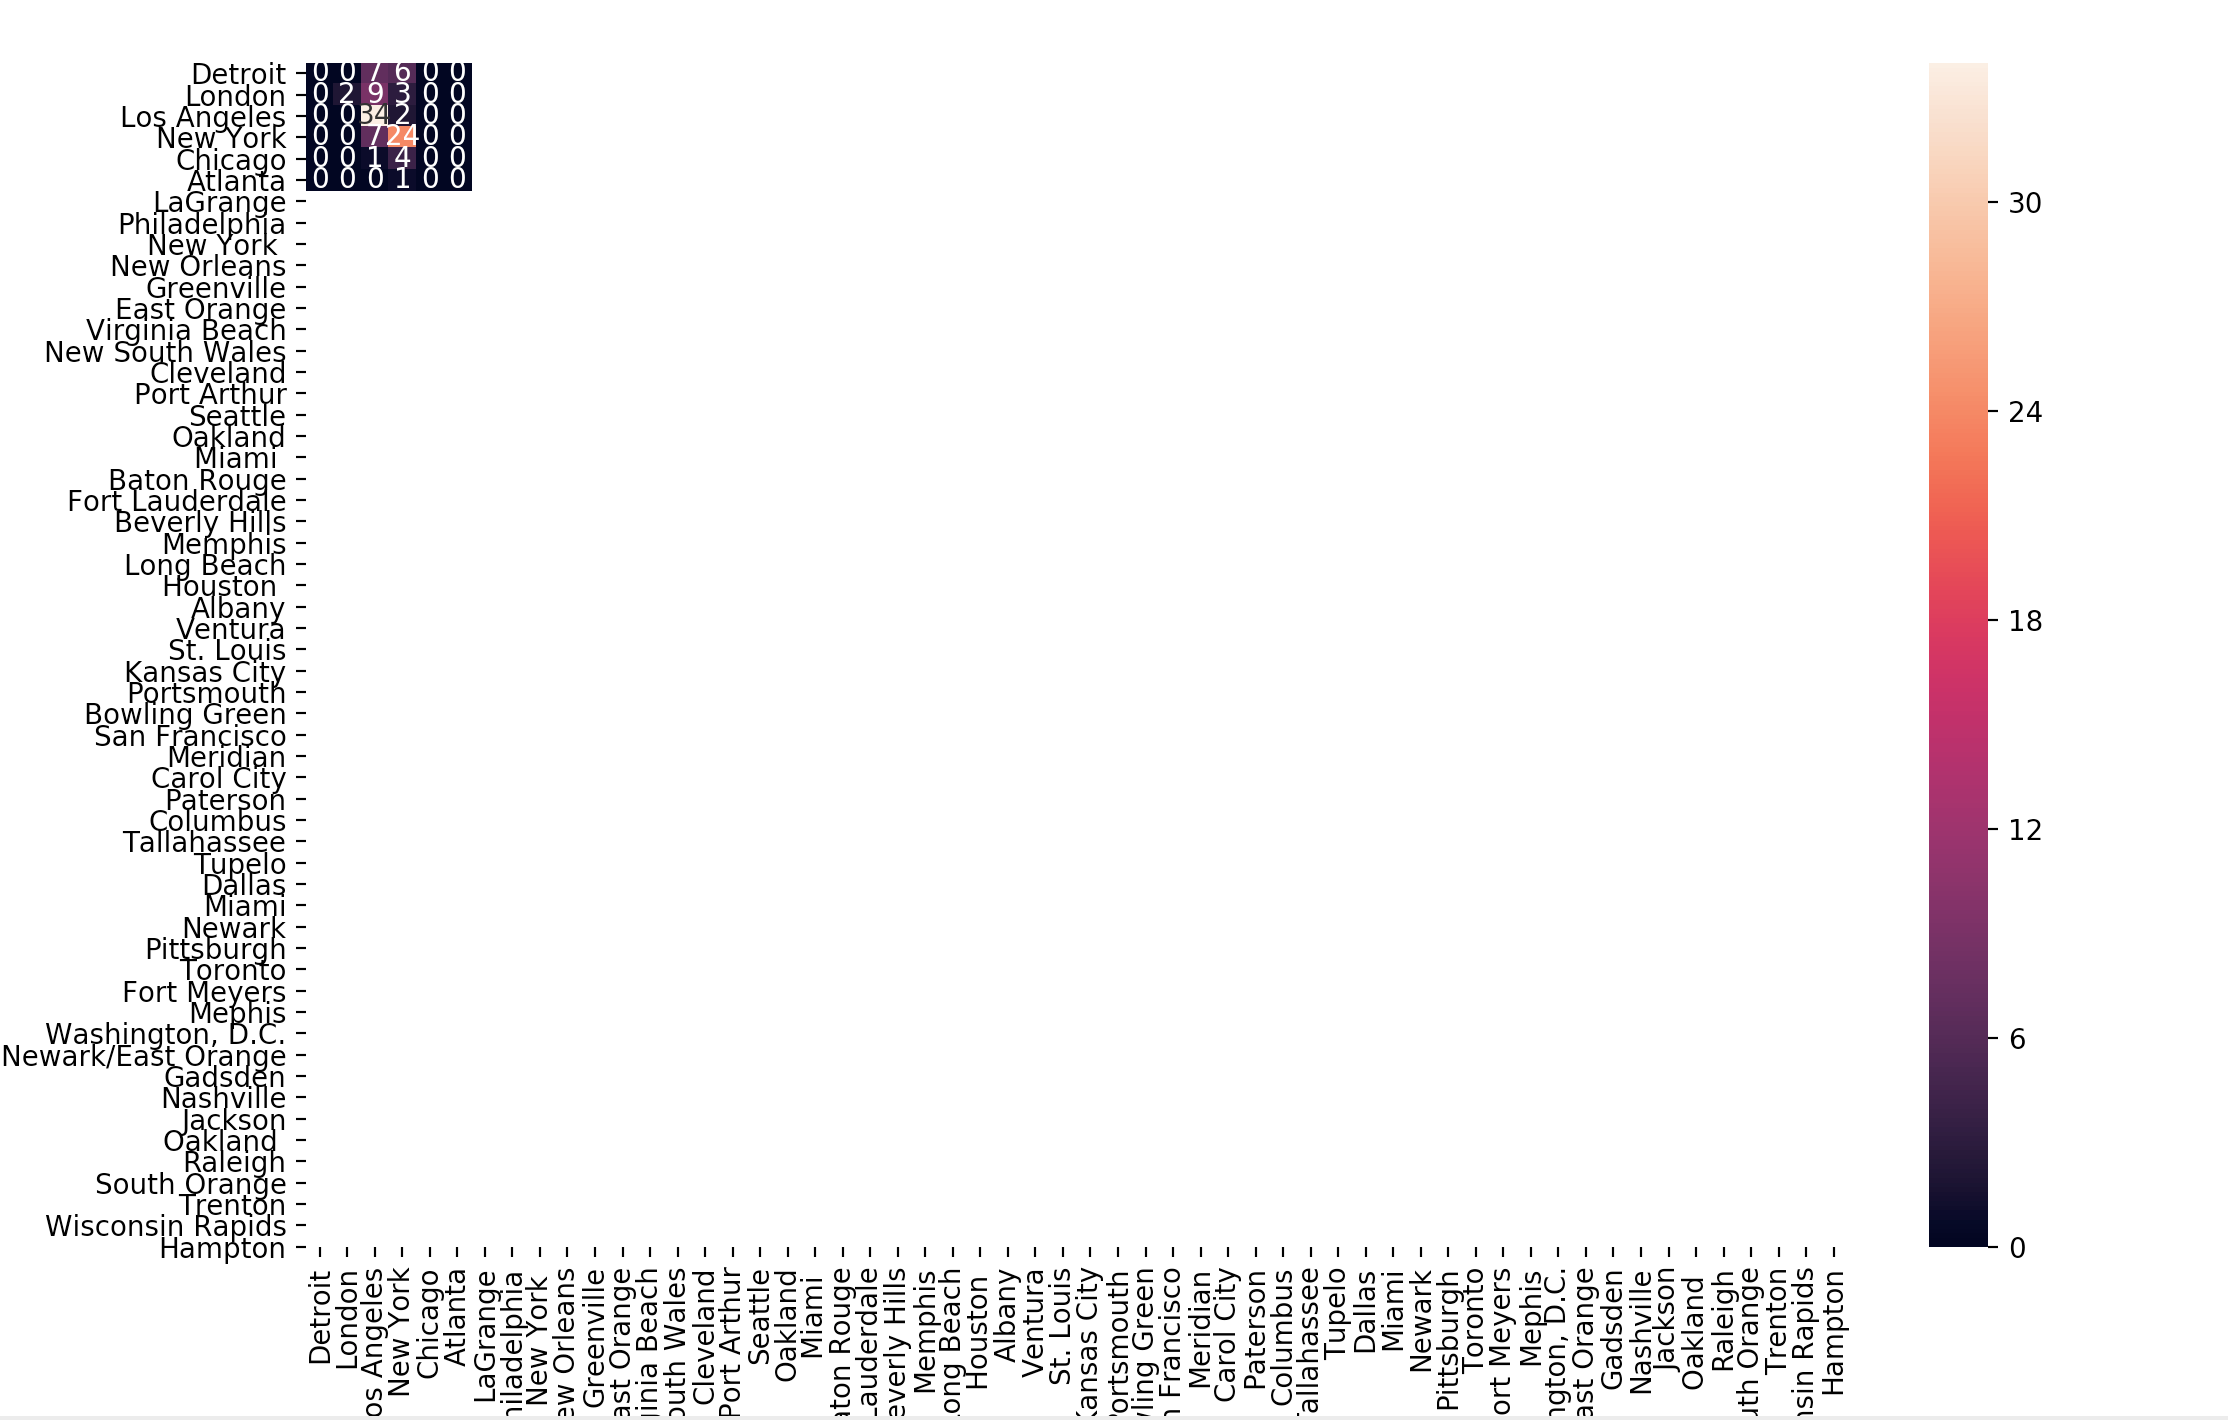 Detroit 0 0 7 6 0 0
London 0 2 9 3 0 0
Los Angeles 0 0 34 2 0 0
New York 0 0 7 24 0 0
Chicago 0 0 1 4 0 0
Atlanta 0 0 0 1 0 0
LaGrange
Philadelphia
New York
New Orleans
Greenville
East Orange
Virginia Beach
New South Wales
Cleveland
Port Arthur
Seattle
Oakland
Miami
Baton Rouge
Fort Lauderdale
Beverly Hills
Memphis
Long Beach
Houston
Albany
Ventura
St. Louis
Kansas City
Portsmouth
Bowling Green
San Francisco
Meridian
Carol City
Paterson
Columbus
Tallahassee
Tupelo
Dallas
Miami
Newark
Pittsburgh
Toronto
Fort Meyers
Mephis
Washington, D.C.
Newark/East Orange
Gadsden
Nashville
Jackson
Oakland
Raleigh
South Orange
Trenton
Wisconsin Rapids
Hampton
Detroit
London
os Angeles
New York
Chicago
Atlanta
LaGrange
hiladelphia
New York
ew Orleans
Greenville
ast Orange
ginia Beach
outh Wales
Cleveland
Port Arthur
Seattle
Oakland
Miami
aton Rouge
Lauderdale
everly Hills
Memphis
ong Beach
Houston
Albany
Ventura
St. Louis
Kansas City
Portsmouth
wling Green
n Francisco
Meridian
Carol City
Paterson
Columbus
allahassee
Tupelo
Dallas
Miami
Newark
Pittsburgh
Toronto
ort Meyers
Mephis
ngton, D.C.
ast Orange
Gadsden
Nashville
Jackson
Oakland
Raleigh
uth Orange
Trenton
nsin Rapids
Hampton
30
24
18
12
6
0